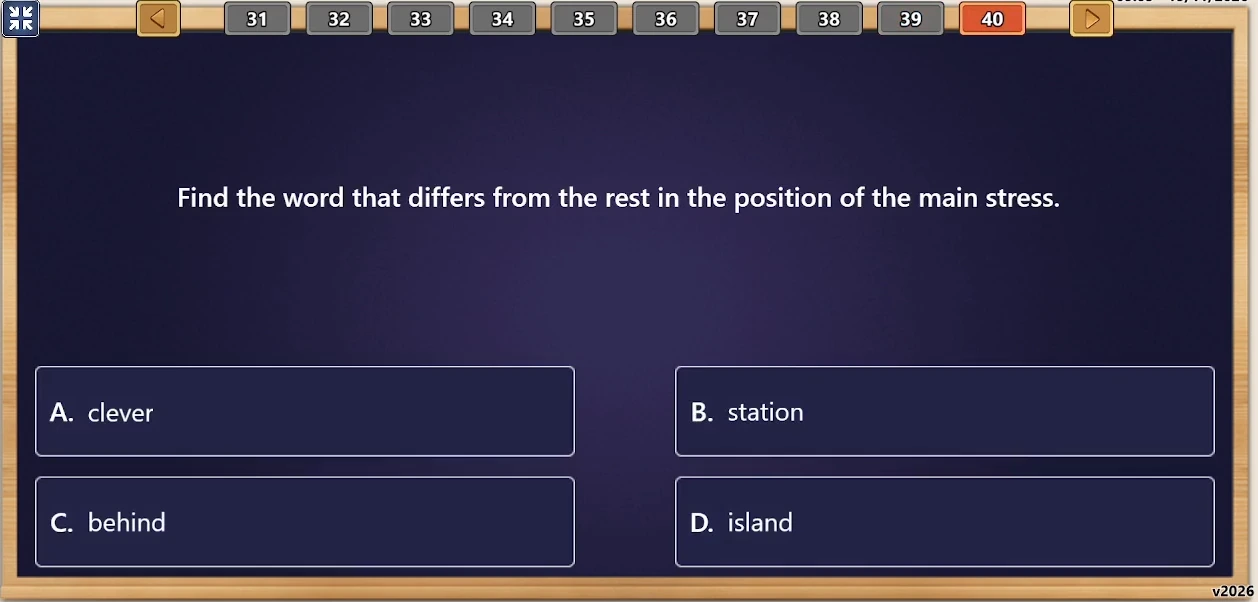 31 32 33 34 35 36 37 38 39 40
Find the word that differs from the rest in the position of the main stress.
A. clever
B. station
C. behind
D. island
v2026